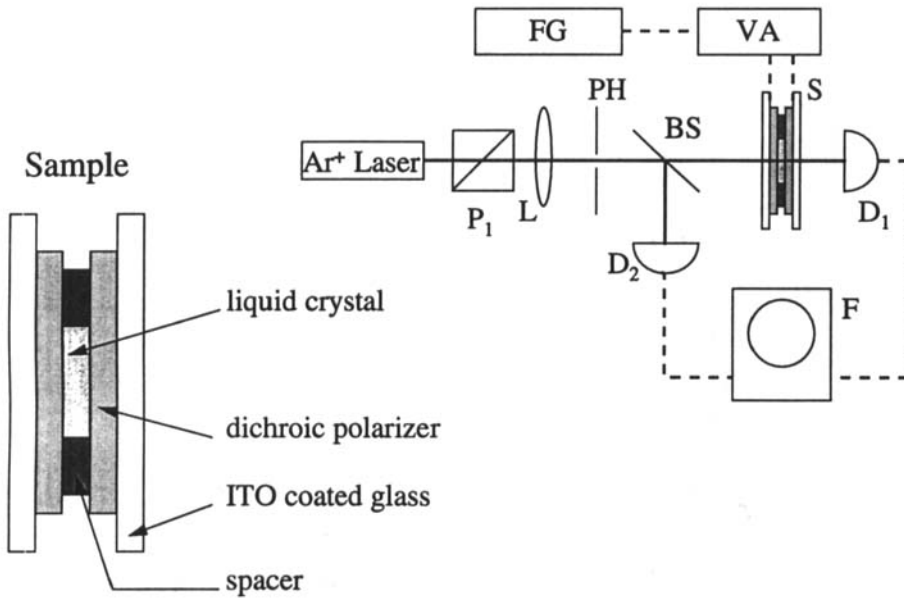 FG
VA
PH
BS
S
Ar+ Laser
P1
L
D1
D2
F
Sample
liquid crystal
dichroic polarizer
ITO coated glass
spacer